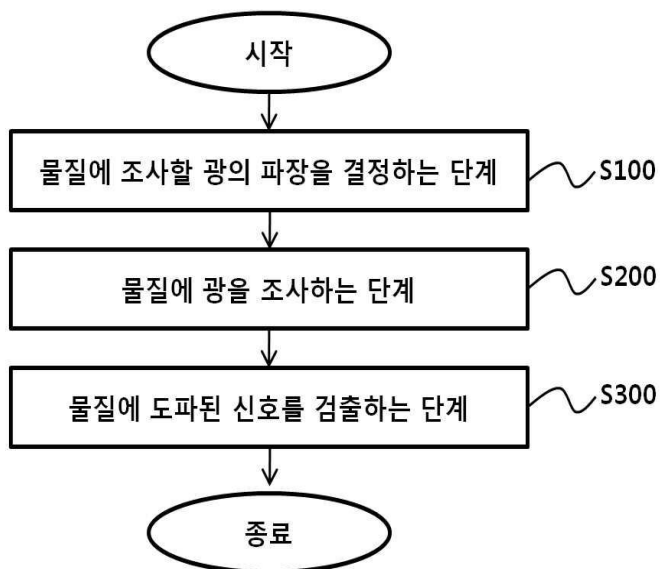 시작
물질에 조사할 광의 파장을 결정하는 단계
S100
물질에 광을 조사하는 단계
S200
물질에 도파된 신호를 검출하는 단계
S300
종료